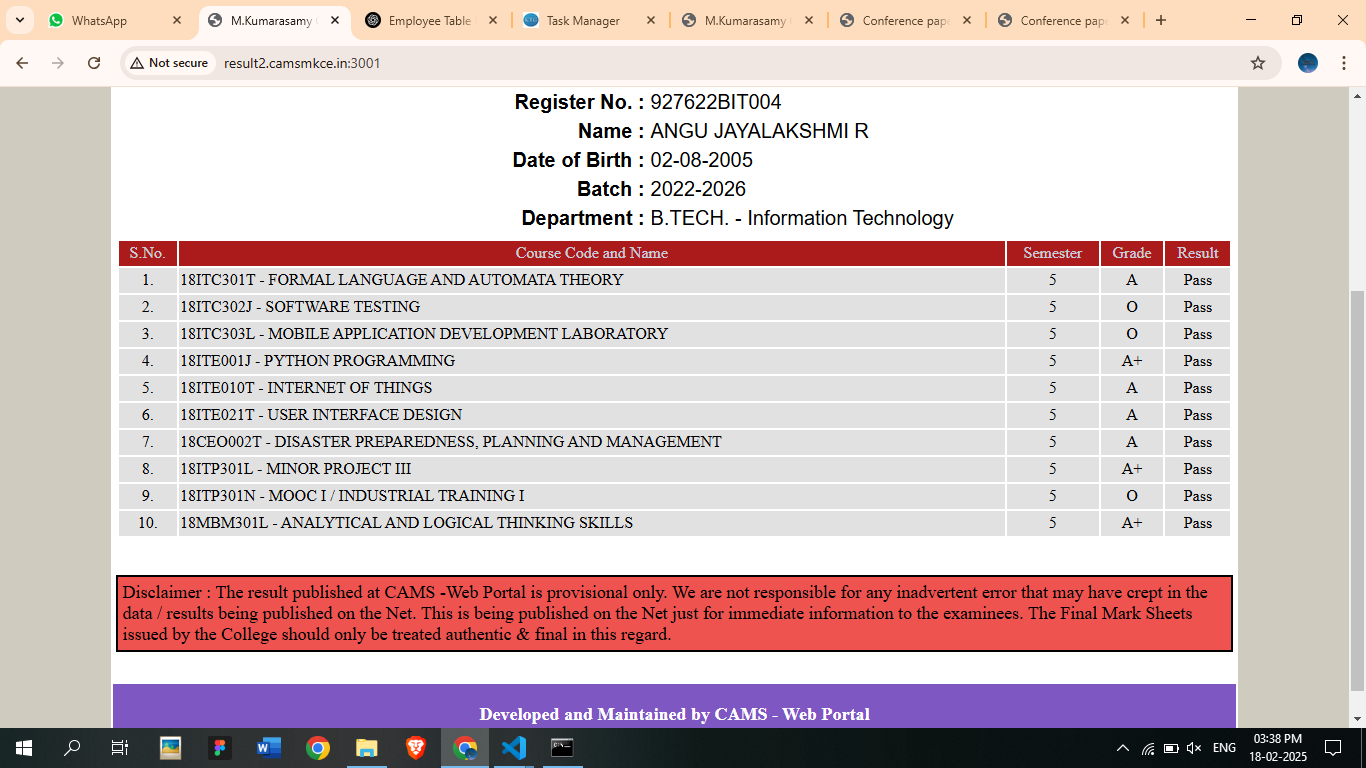 WhatsApp
M.Kumarasamy
Employee Table
Task Manager
M.Kumarasamy
Conference pap
Conference pap
Not secure
result2.camsmkce.in:3001
Register No. : 927622BIT004
Name : ANGU JAYALAKSHMI R
Date of Birth : 02-08-2005
Batch : 2022-2026
Department : B.TECH. - Information Technology
S.No. Course Code and Name Semester Grade Result
1. 18ITC301T - FORMAL LANGUAGE AND AUTOMATA THEORY 5 A Pass
2. 18ITC302J - SOFTWARE TESTING 5 O Pass
3. 18ITC303L - MOBILE APPLICATION DEVELOPMENT LABORATORY 5 O Pass
4. 18ITE001J - PYTHON PROGRAMMING 5 A+ Pass
5. 18ITE010T - INTERNET OF THINGS 5 A Pass
6. 18ITE021T - USER INTERFACE DESIGN 5 A Pass
7. 18CEO002T - DISASTER PREPAREDNESS, PLANNING AND MANAGEMENT 5 A Pass
8. 18ITP301L - MINOR PROJECT III 5 A+ Pass
9. 18ITP301N - MOOC I / INDUSTRIAL TRAINING I 5 O Pass
10. 18MBM301L - ANALYTICAL AND LOGICAL THINKING SKILLS 5 A+ Pass
Disclaimer : The result published at CAMS -Web Portal is provisional only. We are not responsible for any inadvertent error that may have crept in the
data / results being published on the Net. This is being published on the Net just for immediate information to the examinees. The Final Mark Sheets
issued by the College should only be treated authentic & final in this regard.
Developed and Maintained by CAMS - Web Portal
ENG
03:38 PM
18-02-2025